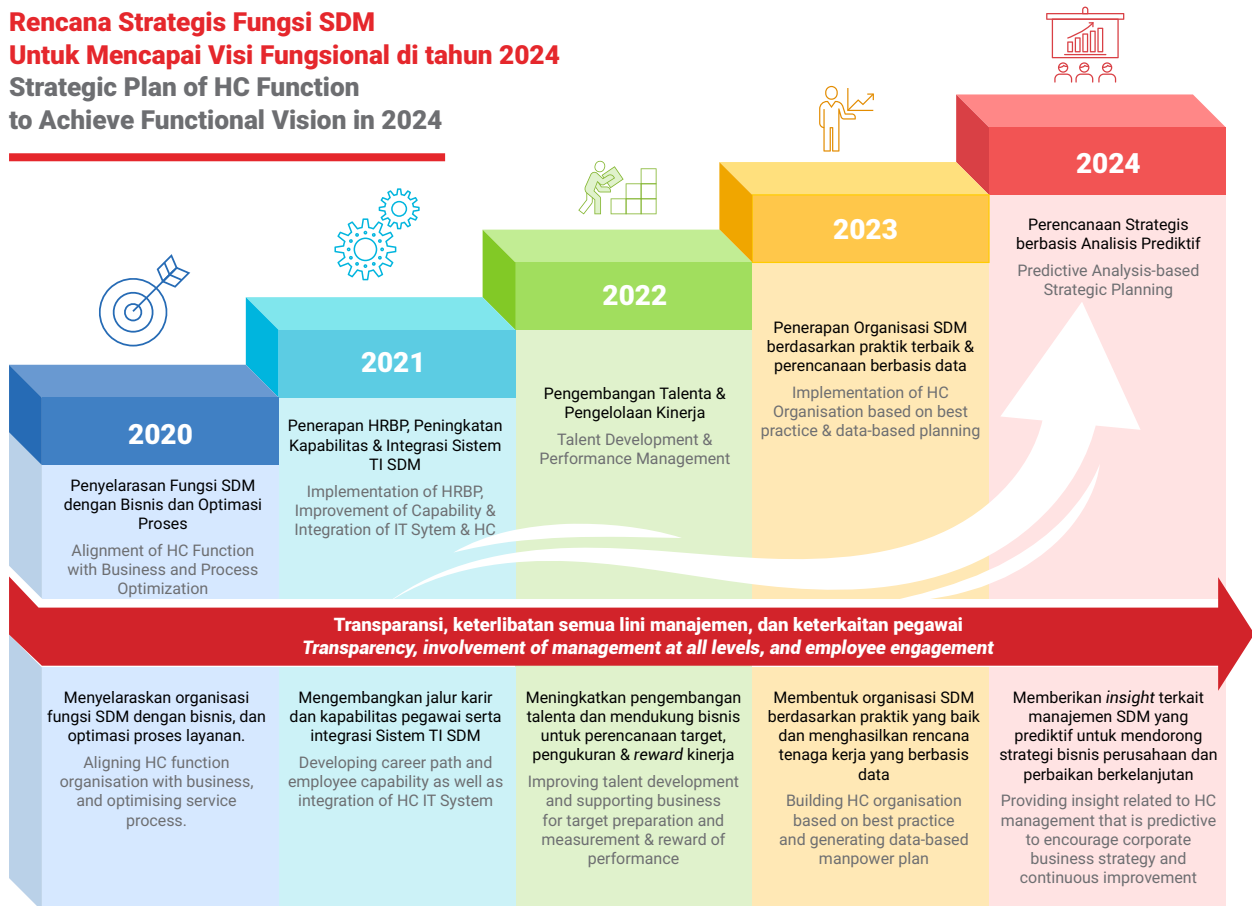 Rencana Strategis Fungsi SDM
Untuk Mencapai Visi Fungsional di tahun 2024
Strategic Plan of HC Function
to Achieve Functional Vision in 2024
2020
Penyelarasan Fungsi SDM
dengan Bisnis dan Optimasi
Proses
Alignment of HC Function
with Business and Process
Optimization
2021
Penerapan HRBP, Peningkatan
Kapabilitas & Integrasi Sistem
TI SDM
Implementation of HRBP,
Improvement of Capability &
Integration of IT Sytem & HC
2022
Pengembangan Talenta &
Pengelolaan Kinerja
Talent Development &
Performance Management
2023
Penerapan Organisasi SDM
berdasarkan praktik terbaik &
perencanaan berbasis data
Implementation of HC
Organisation based on best
practice & data-based planning
2024
Perencanaan Strategis
berbasis Analisis Prediktif
Predictive Analysis-based
Strategic Planning
Transparansi, keterlibatan semua lini manajemen, dan keterkaitan pegawai
Transparency, involvement of management at all levels, and employee engagement
Menyelaraskan organisasi
fungsi SDM dengan bisnis, dan
optimasi proses layanan.
Aligning HC function
organisation with business,
and optimising service
process.
Mengembangkan jalur karir
dan kapabilitas pegawai serta
integrasi Sistem TI SDM
Developing career path and
employee capability as well as
integration of HC IT System
Meningkatkan pengembangan
talenta dan mendukung bisnis
untuk perencanaan target,
pengukuran & reward kinerja
Improving talent development
and supporting business
for target preparation and
measurement & reward of
performance
Membentuk organisasi SDM
berdasarkan praktik yang baik
dan menghasilkan rencana
tenaga kerja yang berbasis
data
Building HC organisation
based on best practice
and generating data-based
manpower plan
Memberikan insight terkait
manajemen SDM yang
prediktif untuk mendorong
strategi bisnis perusahaan dan
perbaikan berkelanjutan
Providing insight related to HC
management that is predictive
to encourage corporate
business strategy and
continuous improvement